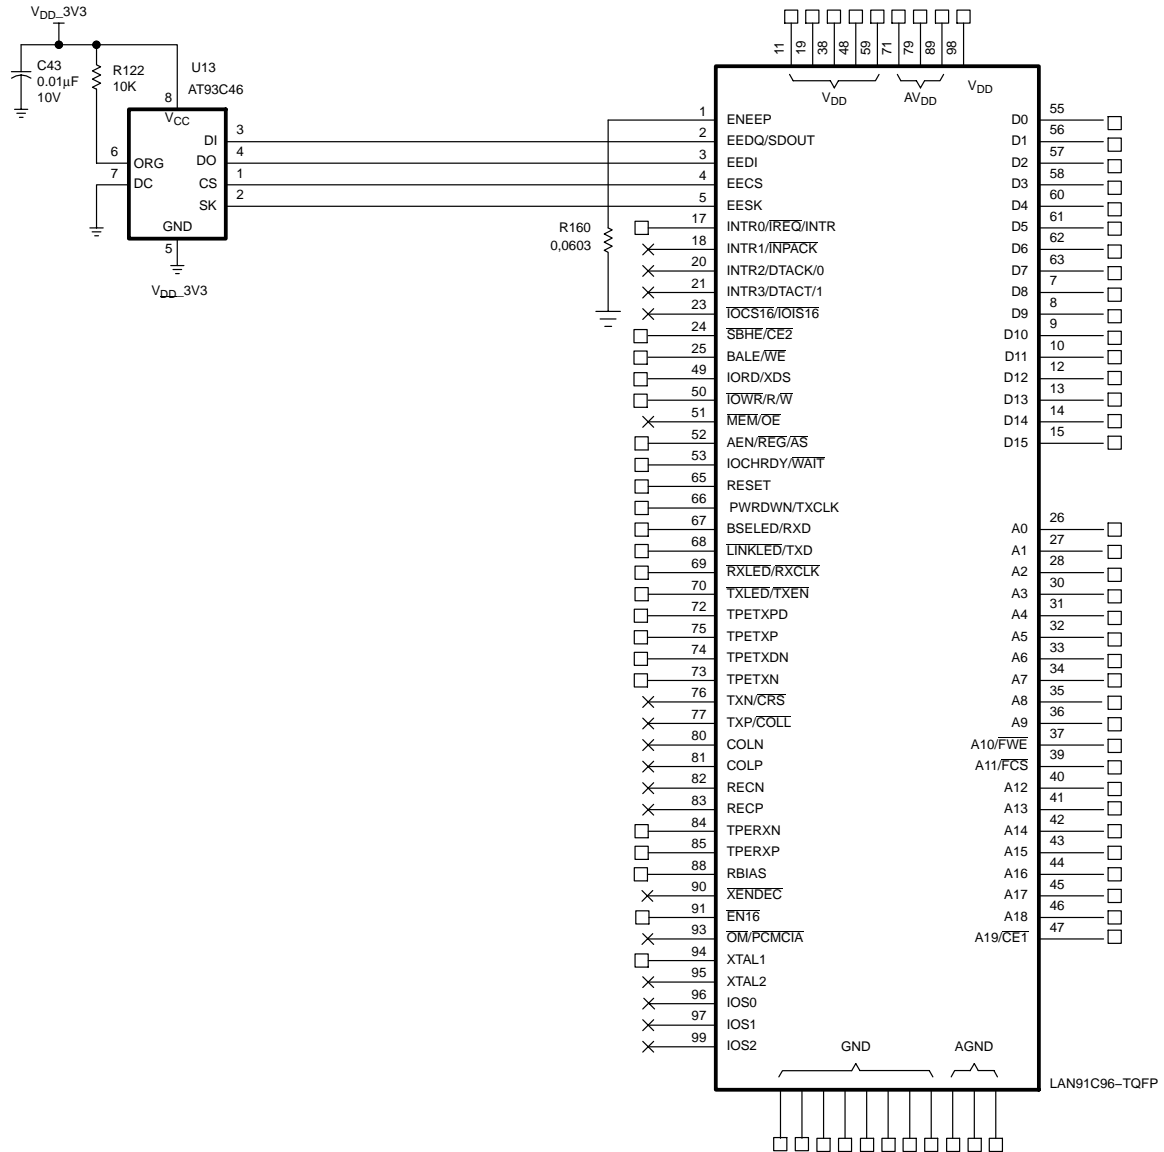 V_DD_3V3
C43
0.01µF
10V
R122
10K
U13
AT93C46
8
V_CC
DI 3
6 ORG DO 4
7 DC CS 1
SK 2
GND
5
V_DD_3V3
R160
0,0603
11 19 38 48 59 71 79 89 98
V_DD AV_DD V_DD
1 ENEEP D0 55
2 EEDQ/SDOUT D1 56
3 EEDI D2 57
4 EECS D3 58
5 EESK D4 60
17 INTR0/IREQ/INTR D5 61
18 INTR1/INPACK D6 62
20 INTR2/DTACK/0 D7 63
21 INTR3/DTACT/1 D8 7
23 IOCS16/IOIS16 D9 8
24 SBHE/CE2 D10 9
25 BALE/WE D11 10
49 IORD/XDS D12 12
50 IOWR/R/W D13 13
51 MEM/OE D14 14
52 AEN/REG/AS D15 15
53 IOCHRDY/WAIT
65 RESET
66 PWRDWN/TXCLK
67 BSELED/RXD A0 26
68 LINKLED/TXD A1 27
69 RXLED/RXCLK A2 28
70 TXLED/TXEN A3 30
72 TPETXPD A4 31
75 TPETXP A5 32
74 TPETXDN A6 33
73 TPETXN A7 34
76 TXN/CRS A8 35
77 TXP/COLL A9 36
80 COLN A10/FWE 37
81 COLP A11/FCS 39
82 RECN A12 40
83 RECP A13 41
84 TPERXN A14 42
85 TPERXP A15 43
88 RBIAS A16 44
90 XENDEC A17 45
91 EN16 A18 46
93 OM/PCMCIA A19/CE1 47
94 XTAL1
95 XTAL2
96 IOS0
97 IOS1
99 IOS2
GND AGND
LAN91C96–TQFP